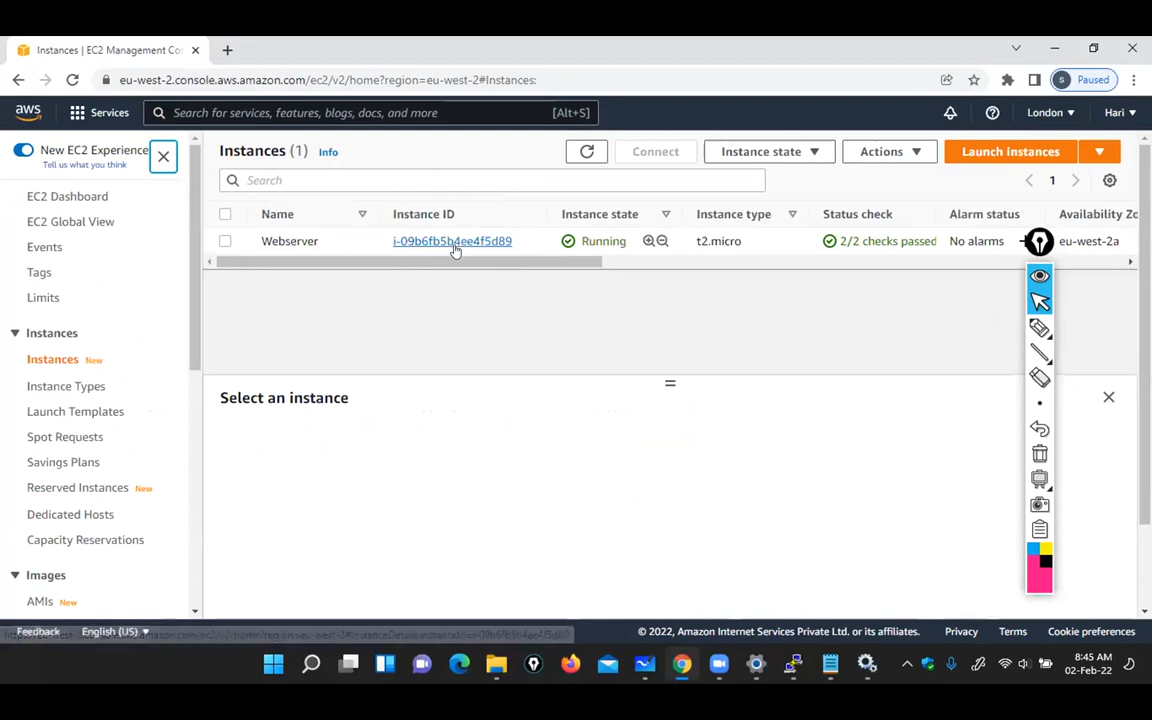 Instances | EC2 Management Co
eu-west-2.console.aws.amazon.com/ec2/v2/home?region=eu-west-2#Instances:
S Paused
aws Services Search for services, features, blogs, docs, and more [Alt+S] London Hari
New EC2 Experience
Tell us what you think
EC2 Dashboard
EC2 Global View
Events
Tags
Limits
Instances
Instances New
Instance Types
Launch Templates
Spot Requests
Savings Plans
Reserved Instances New
Dedicated Hosts
Capacity Reservations
Images
AMIs New
Instances (1) Info Connect Instance state Actions Launch instances
Search 1
Name Instance ID Instance state Instance type Status check Alarm status Availability Zo
Webserver i-09b6fb5b4ee4f5d89 Running t2.micro 2/2 checks passed No alarms eu-west-2a
Select an instance
Feedback English (US) © 2022, Amazon Internet Services Private Ltd. or its affiliates. Privacy Terms Cookie preferences
8:45 AM
02-Feb-22